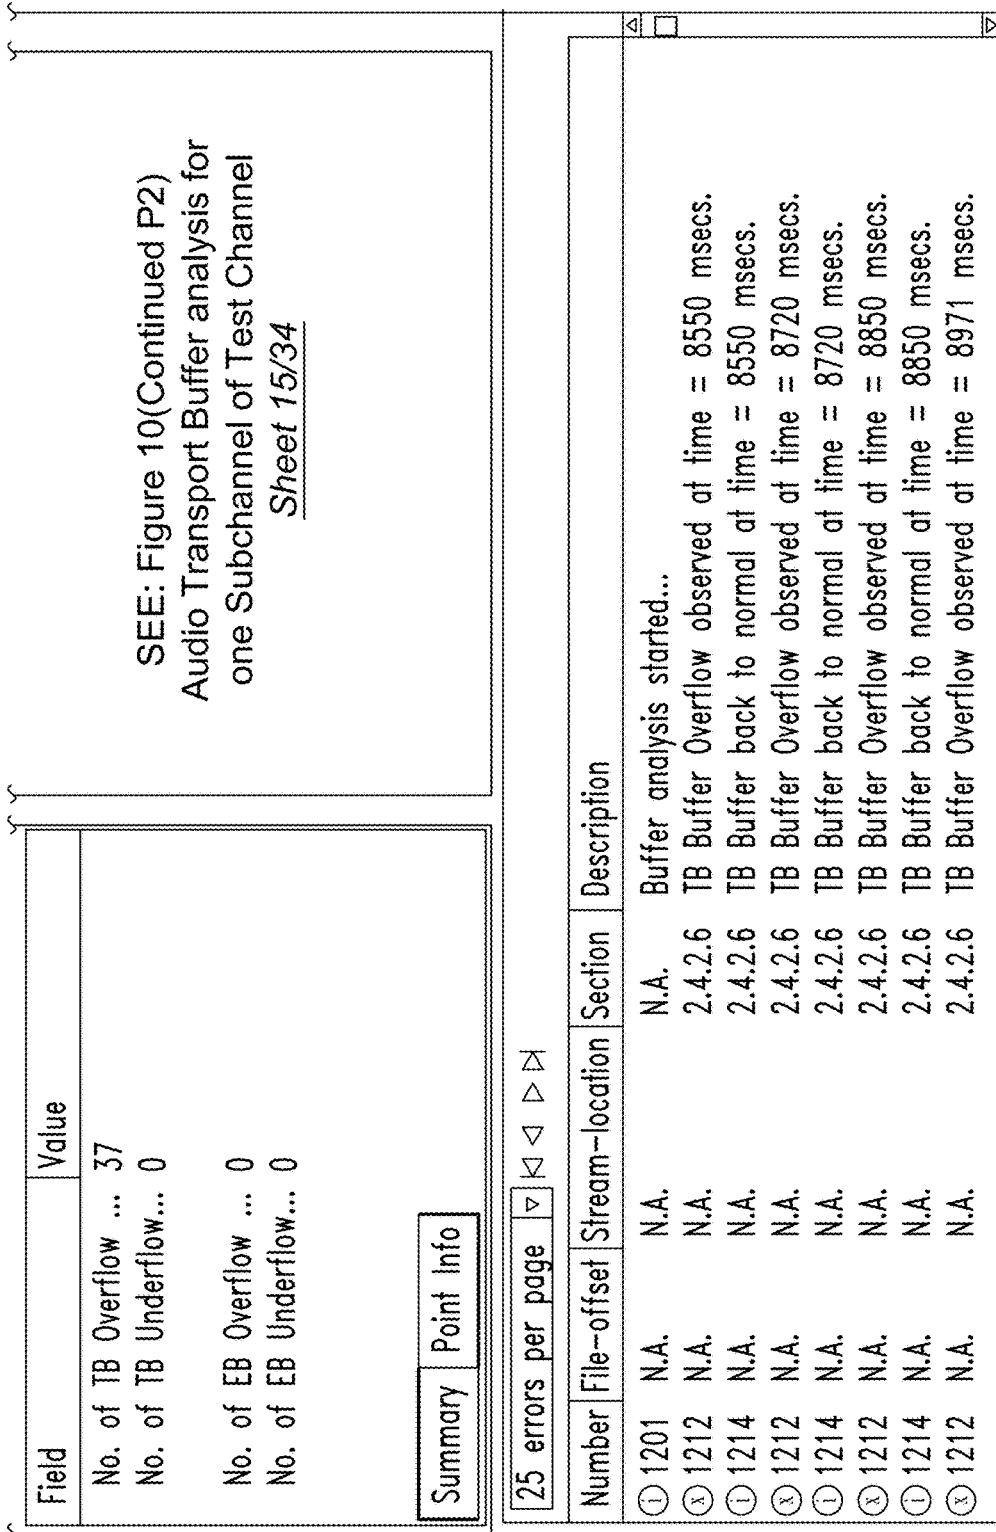 Field Value
No. of TB Overflow ... 37
No. of TB Underflow... 0
No. of EB Overflow ... 0
No. of EB Underflow... 0
Summary Point Info
SEE: Figure 10(Continued P2)
Audio Transport Buffer analysis for
one Subchannel of Test Channel
Sheet 15/34
25 errors per page
Number File-offset Stream-location Section Description
i 1201 N.A. N.A. N.A. Buffer analysis started...
x 1212 N.A. N.A. 2.4.2.6 TB Buffer Overflow observed at time = 8550 msecs.
i 1214 N.A. N.A. 2.4.2.6 TB Buffer back to normal at time = 8550 msecs.
x 1212 N.A. N.A. 2.4.2.6 TB Buffer Overflow observed at time = 8720 msecs.
i 1214 N.A. N.A. 2.4.2.6 TB Buffer back to normal at time = 8720 msecs.
x 1212 N.A. N.A. 2.4.2.6 TB Buffer Overflow observed at time = 8850 msecs.
i 1214 N.A. N.A. 2.4.2.6 TB Buffer back to normal at time = 8850 msecs.
x 1212 N.A. N.A. 2.4.2.6 TB Buffer Overflow observed at time = 8971 msecs.